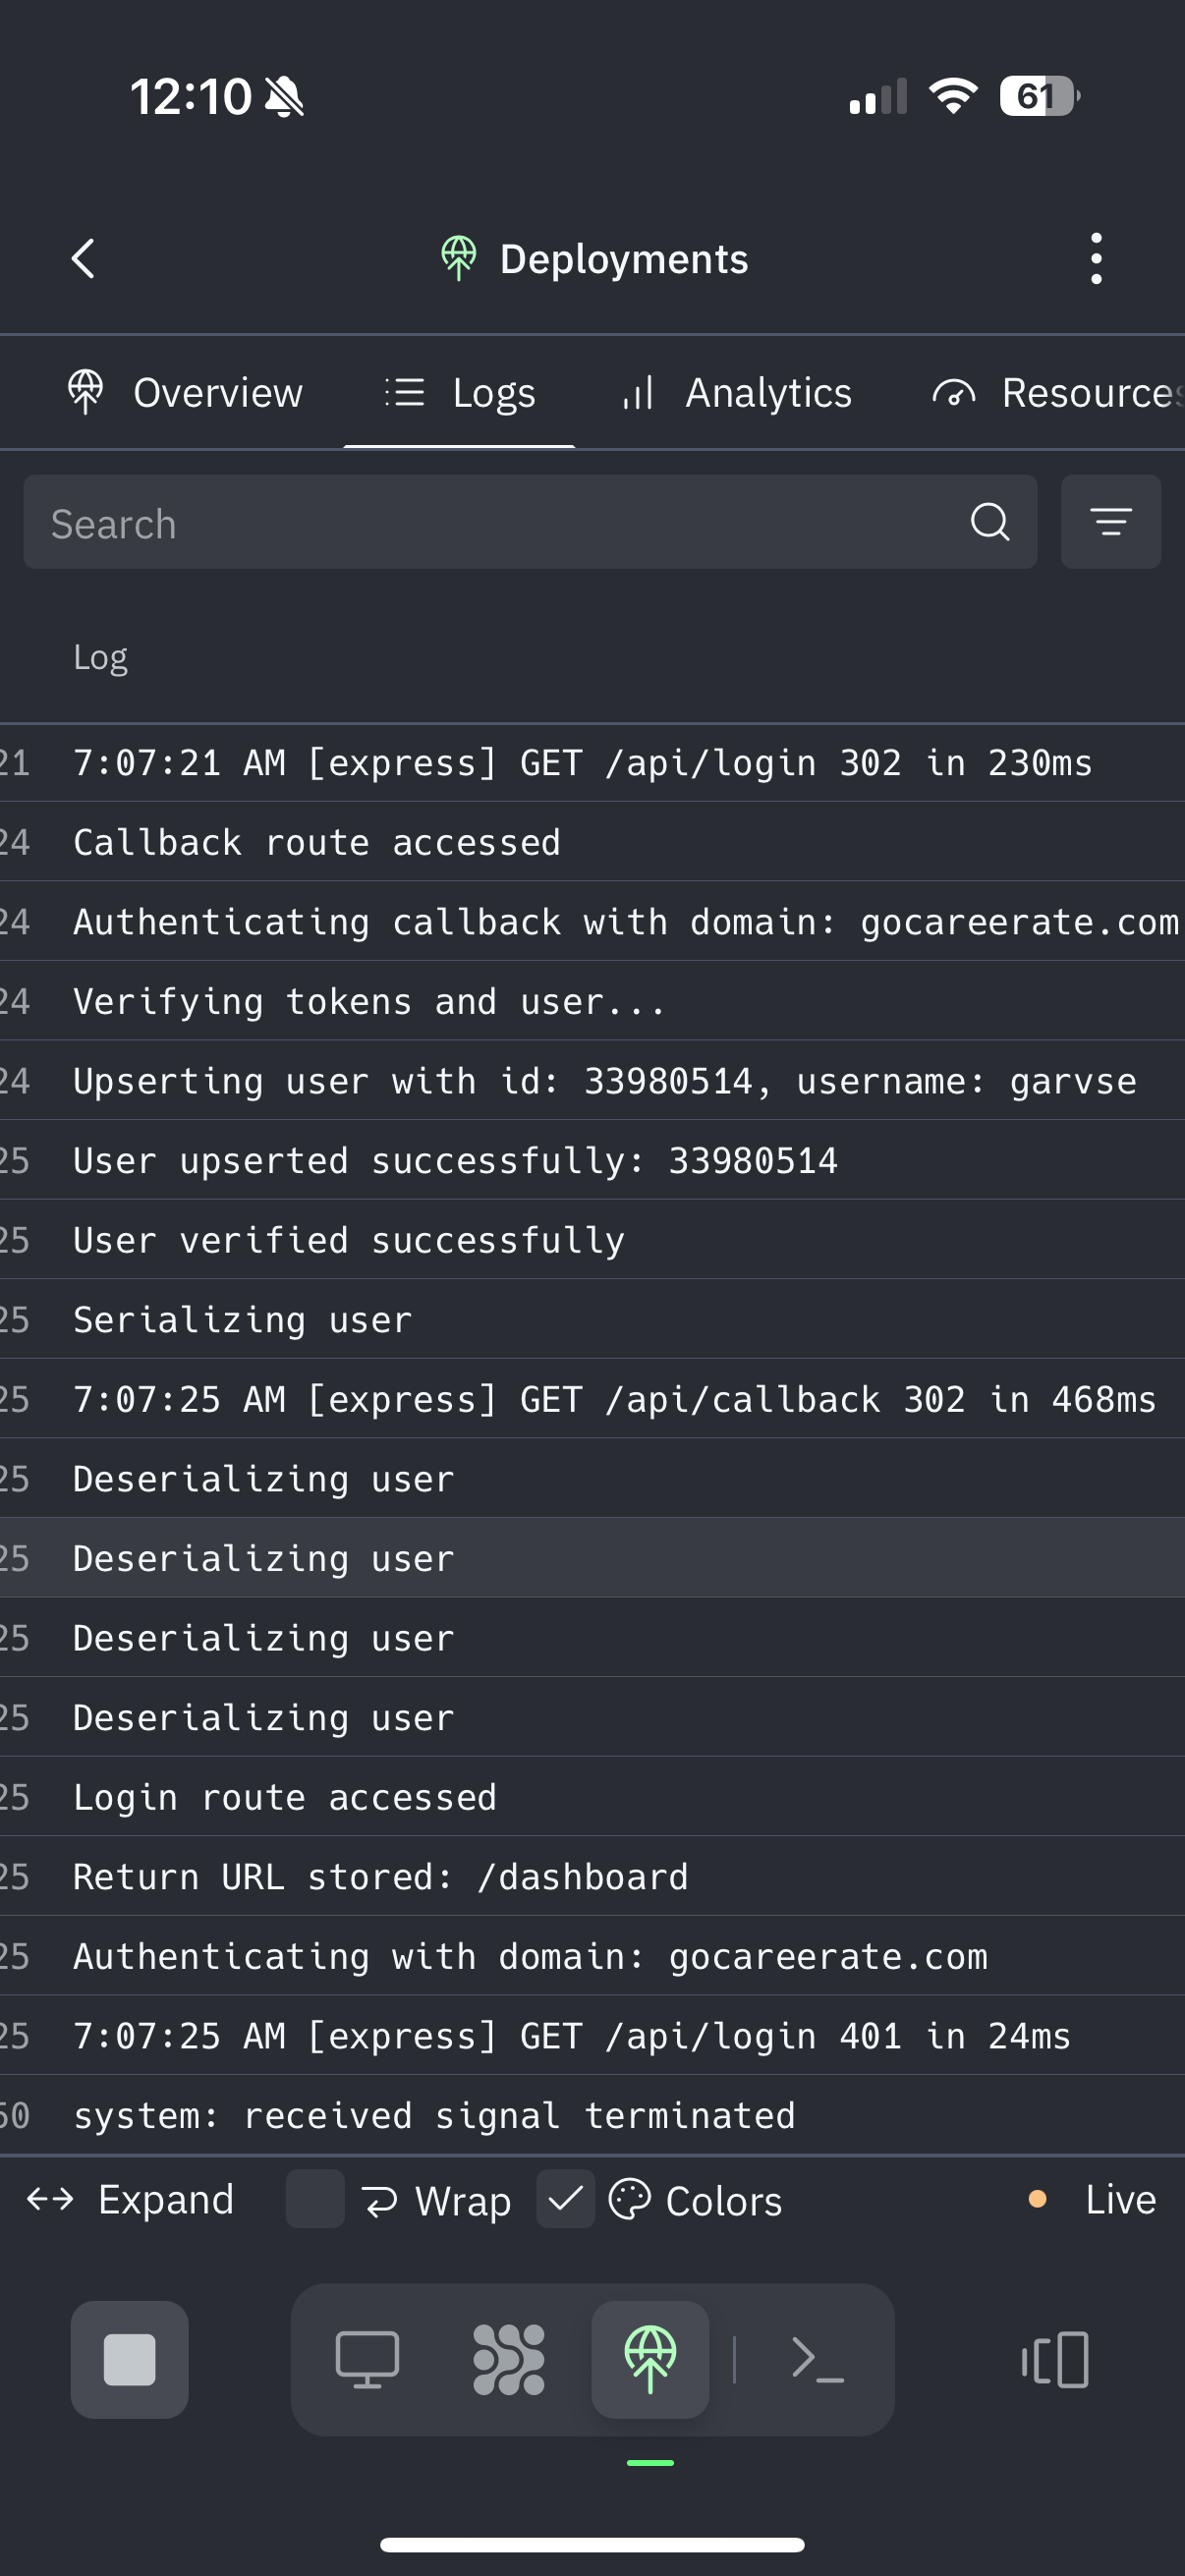 12:10
61
Deployments
Overview Logs Analytics Resources
Search
Log
21 7:07:21 AM [express] GET /api/login 302 in 230ms
24 Callback route accessed
24 Authenticating callback with domain: gocareerate.com
24 Verifying tokens and user...
24 Upserting user with id: 33980514, username: garvse
25 User upserted successfully: 33980514
25 User verified successfully
25 Serializing user
25 7:07:25 AM [express] GET /api/callback 302 in 468ms
25 Deserializing user
25 Deserializing user
25 Deserializing user
25 Deserializing user
25 Login route accessed
25 Return URL stored: /dashboard
25 Authenticating with domain: gocareerate.com
25 7:07:25 AM [express] GET /api/login 401 in 24ms
50 system: received signal terminated
Expand Wrap Colors Live